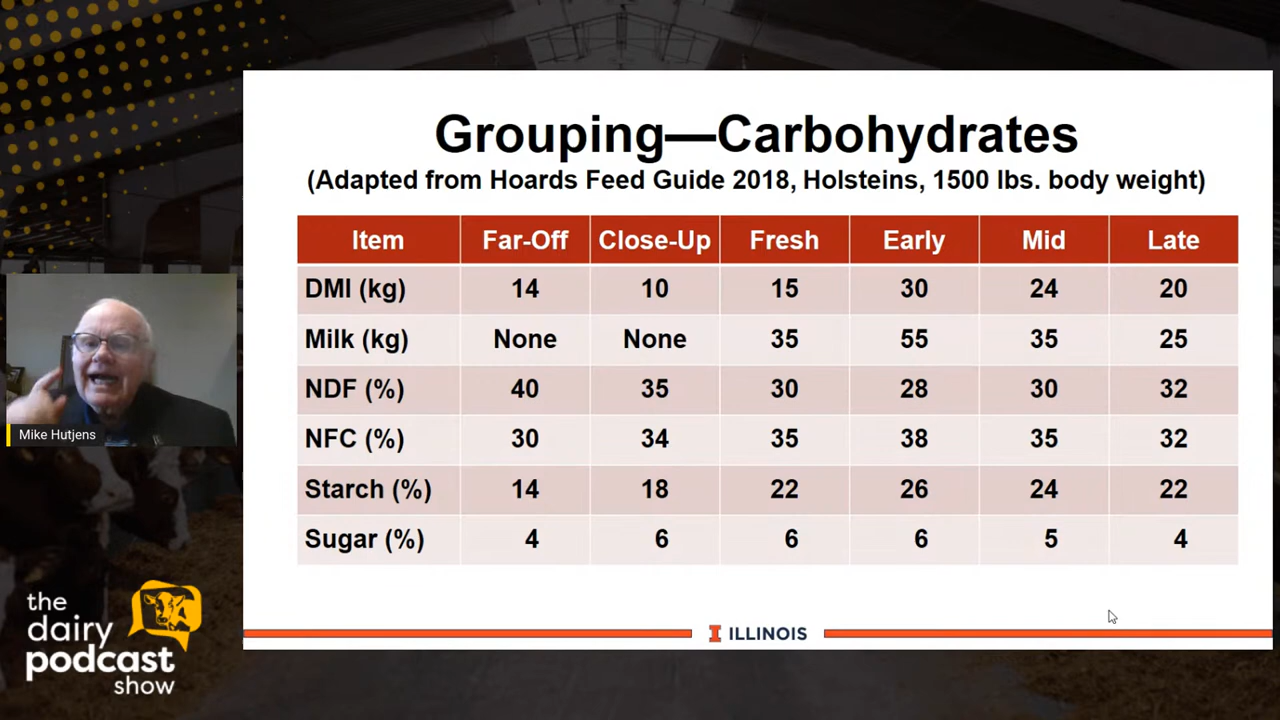 Grouping—Carbohydrates
(Adapted from Hoards Feed Guide 2018, Holsteins, 1500 lbs. body weight)
Item Far-Off Close-Up Fresh Early Mid Late
DMI (kg) 14 10 15 30 24 20
Milk (kg) None None 35 55 35 25
NDF (%) 40 35 30 28 30 32
NFC (%) 30 34 35 38 35 32
Starch (%) 14 18 22 26 24 22
Sugar (%) 4 6 6 6 5 4
ILLINOIS
Mike Hutjens
the
dairy
podcast
show